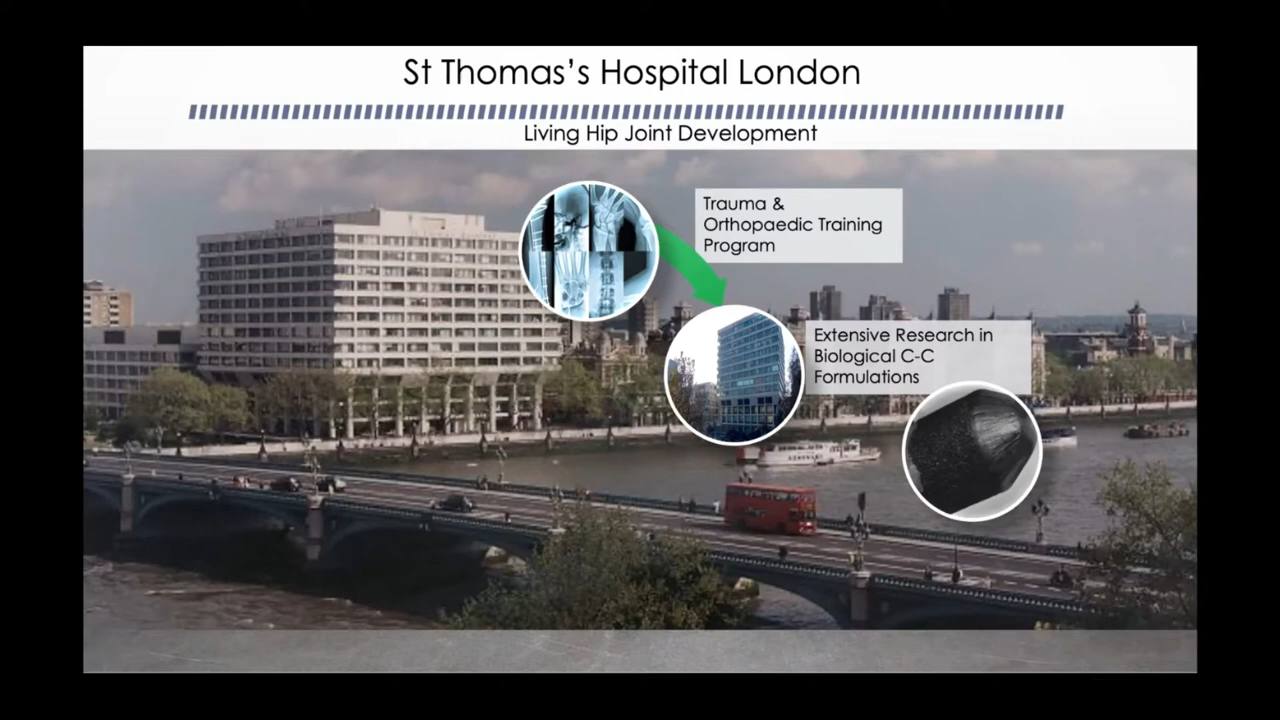 St Thomas's Hospital London
Living Hip Joint Development
Trauma &
Orthopaedic Training
Program
Extensive Research in
Biological C-C
Formulations